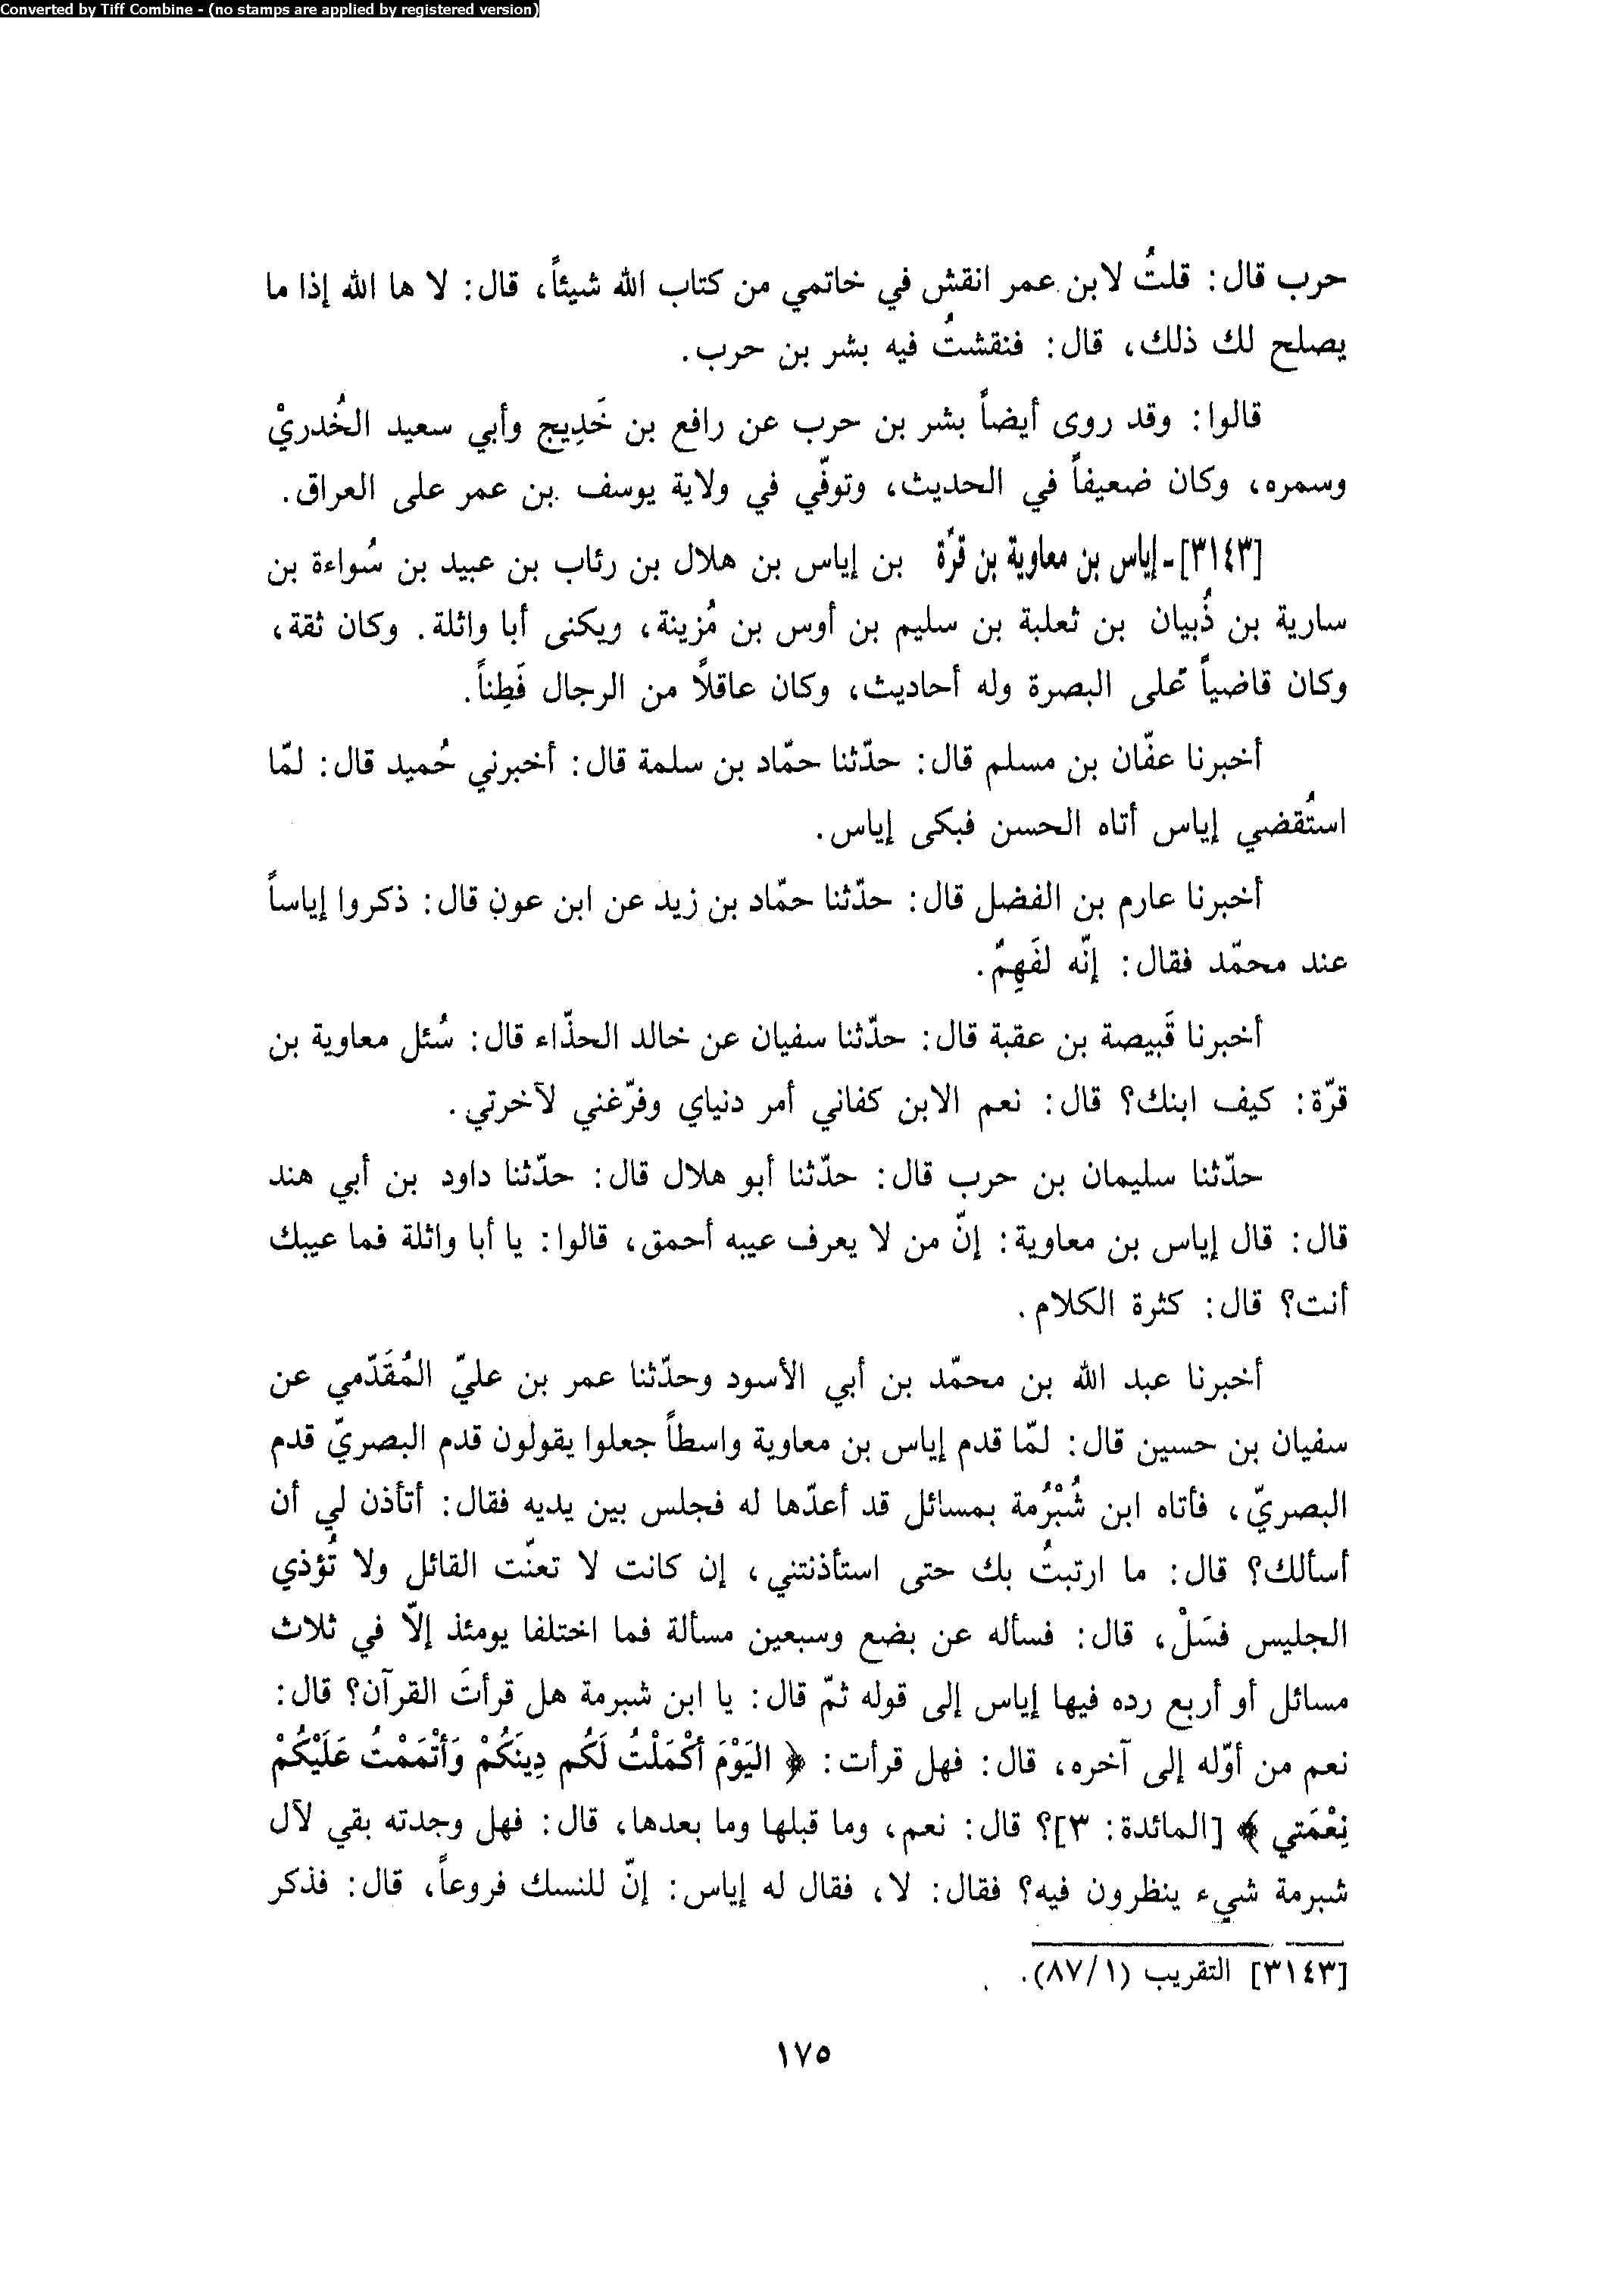 Converted by Tiff Combine - (no stamps are applied by registered version)
حرب قال: قلتُ لابن عمر انقش في خاتمي من كتاب الله شيئاً، قال: لا ها الله إذا ما
يصلح لك ذلك، قال: فنقشتُ فيه بشر بن حرب.
قالوا: وقد روى أيضاً بشر بن حرب عن رافع بن خَدِيج وأبي سعيد الخُدريْ
وسمره، وكان ضعيفاً في الحديث، وتوفّي في ولاية يوسف بن عمر على العراق.
[٣١٤٣] - إياس بن معاوية بن قرّة بن إياس بن هلال بن رئاب بن عبيد بن سُواءة بن
سارية بن ذُبيان بن ثعلبة بن سليم بن أوس بن مُزينة، ويكنى أبا واثلة. وكان ثقة،
وكان قاضياً على البصرة وله أحاديث، وكان عاقلاً من الرجال فَطِناً.
أخبرنا عفّان بن مسلم قال: حدّثنا حمّاد بن سلمة قال: أخبرني حُميد قال: لمّا
استُقضي إياس أتاه الحسن فبكى إياس.
أخبرنا عارم بن الفضل قال: حدّثنا حمّاد بن زيد عن ابن عون قال: ذكروا إياساً
عند محمّد فقال: إنّه لفَهِمٌ.
أخبرنا قَبيصة بن عقبة قال: حدّثنا سفيان عن خالد الحذّاء قال: سُئل معاوية بن
قرّة: كيف ابنك؟ قال: نعم الابن كفاني أمر دنياي وفرّغني لآخرتي.
حدّثنا سليمان بن حرب قال: حدّثنا أبو هلال قال: حدّثنا داود بن أبي هند
قال: قال إياس بن معاوية: إنّ من لا يعرف عيبه أحمق، قالوا: يا أبا واثلة فما عيبك
أنت؟ قال: كثرة الكلام.
أخبرنا عبد الله بن محمّد بن أبي الأسود وحدّثنا عمر بن عليّ المُقَدّمي عن
سفيان بن حسين قال: لمّا قدم إياس بن معاوية واسطاً جعلوا يقولون قدم البصريّ قدم
البصريّ، فأتاه ابن شُبْرُمة بمسائل قد أعدّها له فجلس بين يديه فقال: أتأذن لي أن
أسألك؟ قال: ما ارتبتُ بك حتى استأذنتني، إن كانت لا تعنّت القائل ولا تُؤذي
الجليس فسَلْ، قال: فسأله عن بضع وسبعين مسألة فما اختلفا يومئذ إلّا في ثلاث
مسائل أو أربع رده فيها إياس إلى قوله ثمّ قال: يا ابن شبرمة هل قرأتَ القرآن؟ قال:
نعم من أوّله إلى آخره، قال: فهل قرأت: ﴿ اليَوْمَ أكْمَلْتُ لَكُم دِينَكُمْ وَأتْمَمْتُ عَلَيْكُمْ
نِعْمَتي ﴾ [المائدة: ٣]؟ قال: نعم، وما قبلها وما بعدها، قال: فهل وجدته بقي لآل
شبرمة شيء ينظرون فيه؟ فقال: لا، فقال له إياس: إنّ للنسك فروعاً، قال: فذكر
[٣١٤٣] التقريب (٨٧/١).
١٧٥